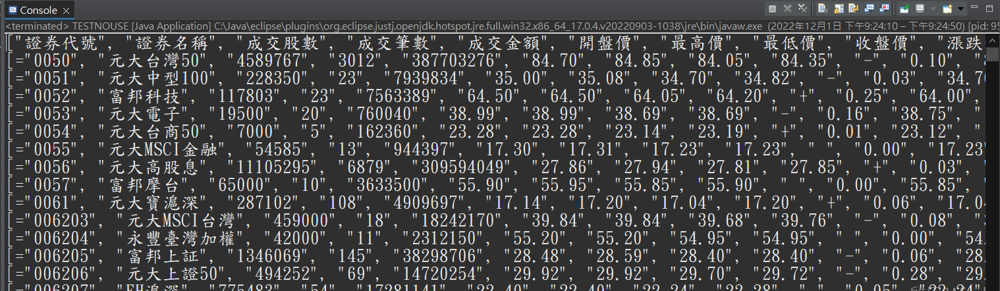 Console
<terminated> TESTNOUSE [Java Application] C:\Java\eclipse\plugins\org.eclipse.justj.openjdk.hotspot.jre.full.win32.x86_64_17.0.4.v20220903-1038\jre\bin\javaw.exe (2022年12月1日 下午9:24:10 – 下午9:24:50) [pid: 95
["證券代號", "證券名稱", "成交股數", "成交筆數", "成交金額", "開盤價", "最高價", "最低價", "收盤價", "漲跌
[="0050", "元大台灣50", "4589767", "3012", "387703276", "84.70", "84.85", "84.05", "84.35", "-", "0.10",
[="0051", "元大中型100", "228350", "23", "7939834", "35.00", "35.08", "34.70", "34.82", "-", "0.03", "34.70
[="0052", "富邦科技", "117803", "23", "7563389", "64.50", "64.50", "64.05", "64.20", "+", "0.25", "64.00",
[="0053", "元大電子", "19500", "20", "760040", "38.99", "38.99", "38.69", "38.69", "-", "0.16", "38.75", "
[="0054", "元大台商50", "7000", "5", "162360", "23.28", "23.28", "23.14", "23.19", "+", "0.01", "23.12", "
[="0055", "元大MSCI金融", "54585", "13", "944397", "17.30", "17.31", "17.23", "17.23", " ", "0.00", "17.23"
[="0056", "元大高股息", "11105295", "6879", "309594049", "27.86", "27.94", "27.81", "27.85", "+", "0.03", "
[="0057", "富邦摩台", "65000", "10", "3633500", "55.90", "55.95", "55.85", "55.90", " ", "0.00", "55.85", "
[="0061", "元大寶滬深", "287102", "108", "4909697", "17.14", "17.20", "17.04", "17.20", "+", "0.06", "17.04
[="006203", "元大MSCI台灣", "459000", "18", "18242170", "39.84", "39.84", "39.68", "39.76", "-", "0.08",
[="006204", "永豐臺灣加權", "42000", "11", "2312150", "55.20", "55.20", "54.95", "54.95", " ", "0.00", "54.
[="006205", "富邦上証", "1346069", "145", "38298706", "28.48", "28.59", "28.40", "28.40", "-", "0.06", "28.
[="006206", "元大上證50", "494252", "69", "14720254", "29.92", "29.92", "29.70", "29.72", "-", "0.28", "29.
[="006207", "FH滬深", "775483", "54", "17281141", "22.40", "22.40", "22.24", "22.28",